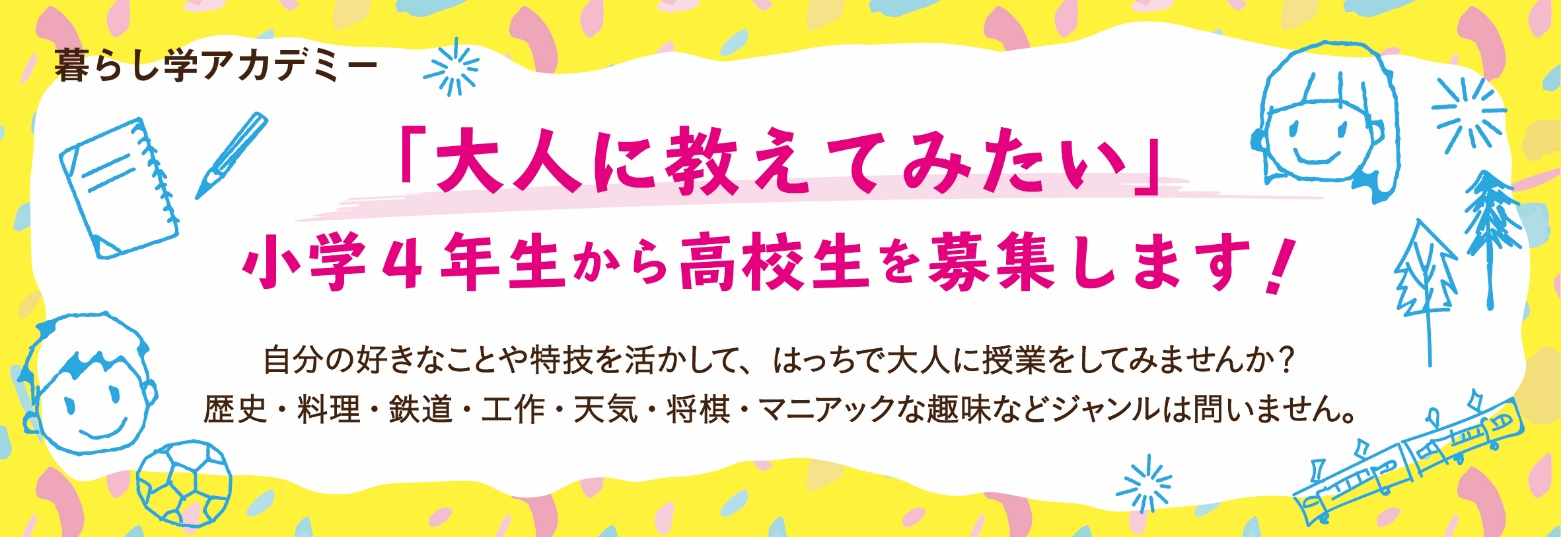 暮らし学アカデミー
「大人に教えてみたい」
小学４年生から高校生を募集します！
自分の好きなことや特技を活かして、はっちで大人に授業をしてみませんか？
歴史・料理・鉄道・工作・天気・将棋・マニアックな趣味などジャンルは問いません。